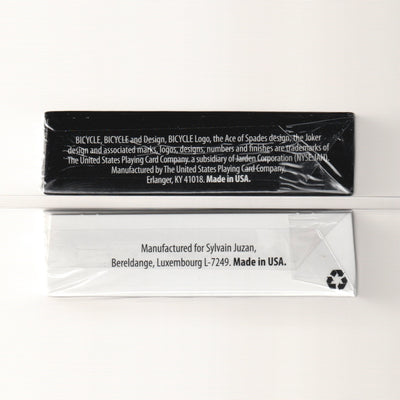 BICYCLE, BICYCLE and Design, BICYCLE Logo, the Ace of Spades design, the Joker
design and associated marks, logos, designs, numbers and finishes are trademarks of
The United States Playing Card Company. a subsidiary of Jarden Corporation (NYSE:JAH).
Manufactured by The United States Playing Card Company.
Erlanger, KY 41018. Made in USA.
Manufactured for Sylvain Juzan,
Bereldange, Luxembourg L-7249. Made in USA.